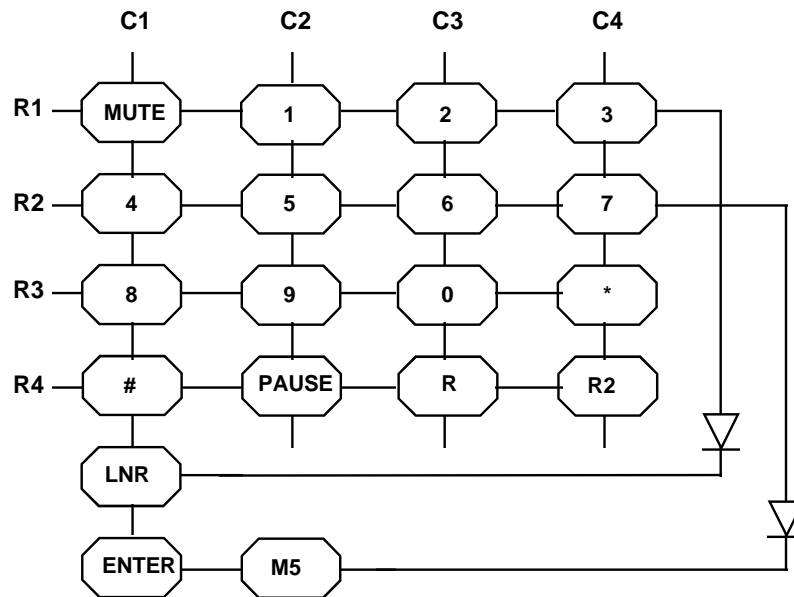 C1 C2 C3 C4
R1 MUTE 1 2 3
R2 4 5 6 7
R3 8 9 0 *
R4 # PAUSE R R2
LNR
ENTER M5